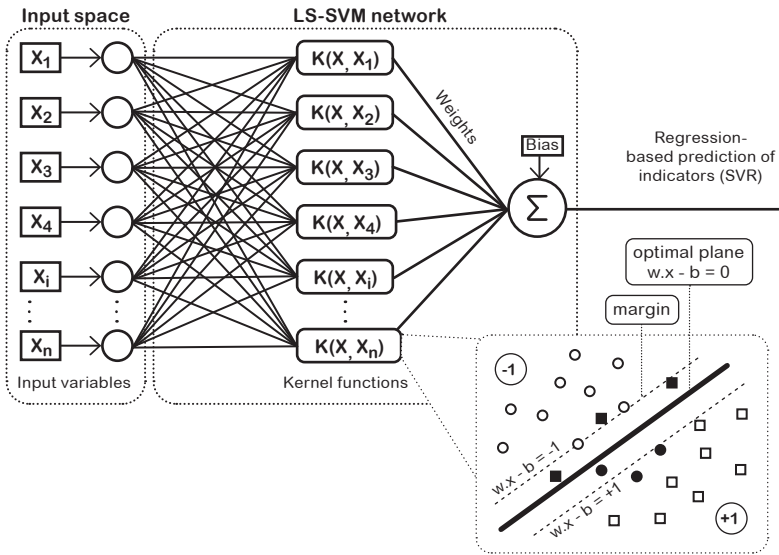 Input space
LS-SVM network
X1
X2
X3
X4
Xi
Xn
Input variables
K(X, X1)
K(X, X2)
K(X, X3)
K(X, X4)
K(X, Xi)
K(X, Xn)
Kernel functions
Weights
Bias
Σ
Regression-
based prediction of
indicators (SVR)
optimal plane
w.x - b = 0
margin
-1
w.x - b = -1
w.x - b = +1
+1